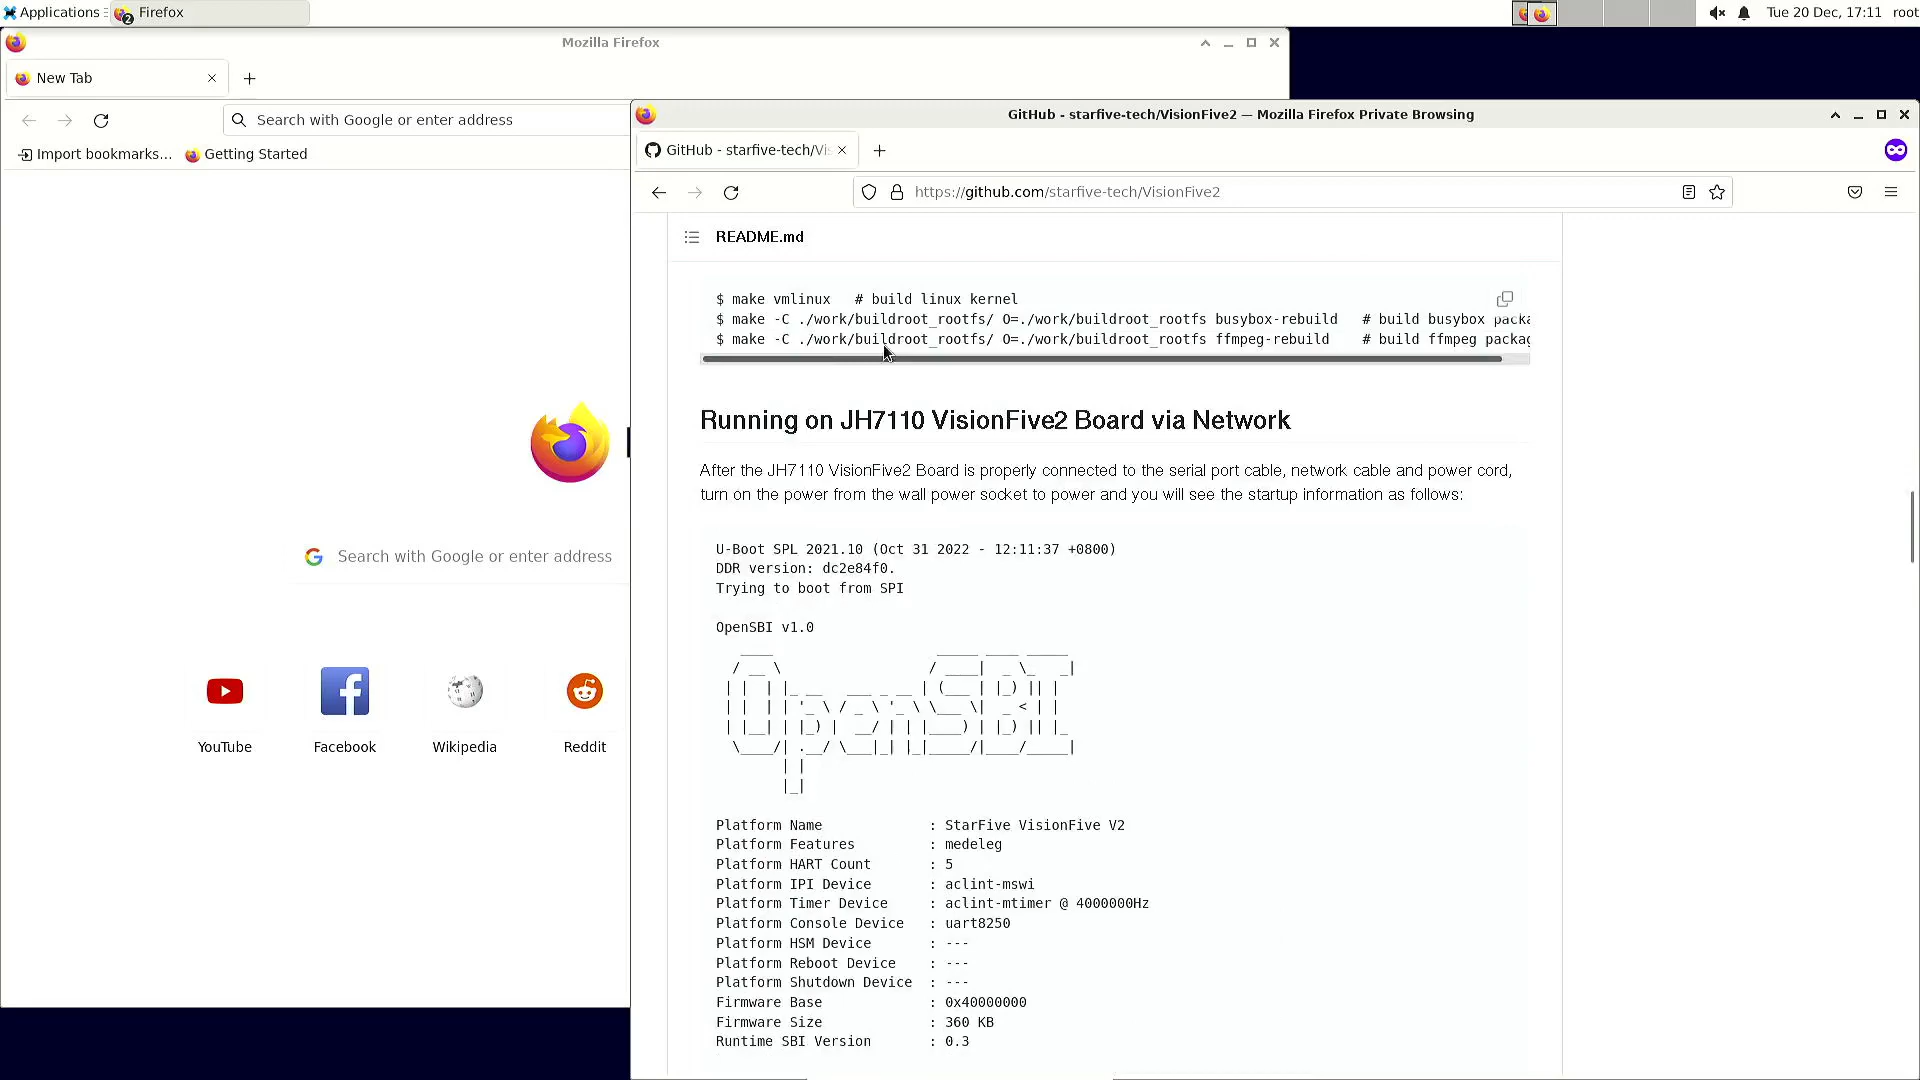 Applications
Firefox
2
Tue 20 Dec, 17:11
root
Mozilla Firefox
New Tab
Search with Google or enter address
Import bookmarks...
Getting Started
Search with Google or enter address
YouTube
Facebook
Wikipedia
Reddit
GitHub - starfive-tech/VisionFive2 — Mozilla Firefox Private Browsing
GitHub - starfive-tech/Vis
https://github.com/starfive-tech/VisionFive2
README.md
$ make vmlinux   # build linux kernel
$ make -C ./work/buildroot_rootfs/ O=./work/buildroot_rootfs busybox-rebuild   # build busybox packa
$ make -C ./work/buildroot_rootfs/ O=./work/buildroot_rootfs ffmpeg-rebuild    # build ffmpeg packag
Running on JH7110 VisionFive2 Board via Network
After the JH7110 VisionFive2 Board is properly connected to the serial port cable, network cable and power cord,
turn on the power from the wall power socket to power and you will see the startup information as follows:
U-Boot SPL 2021.10 (Oct 31 2022 - 12:11:37 +0800)
DDR version: dc2e84f0.
Trying to boot from SPI
OpenSBI v1.0
OpenSBI
Platform Name             : StarFive VisionFive V2
Platform Features         : medeleg
Platform HART Count       : 5
Platform IPI Device       : aclint-mswi
Platform Timer Device     : aclint-mtimer @ 4000000Hz
Platform Console Device   : uart8250
Platform HSM Device       : ---
Platform Reboot Device    : ---
Platform Shutdown Device  : ---
Firmware Base             : 0x40000000
Firmware Size             : 360 KB
Runtime SBI Version       : 0.3